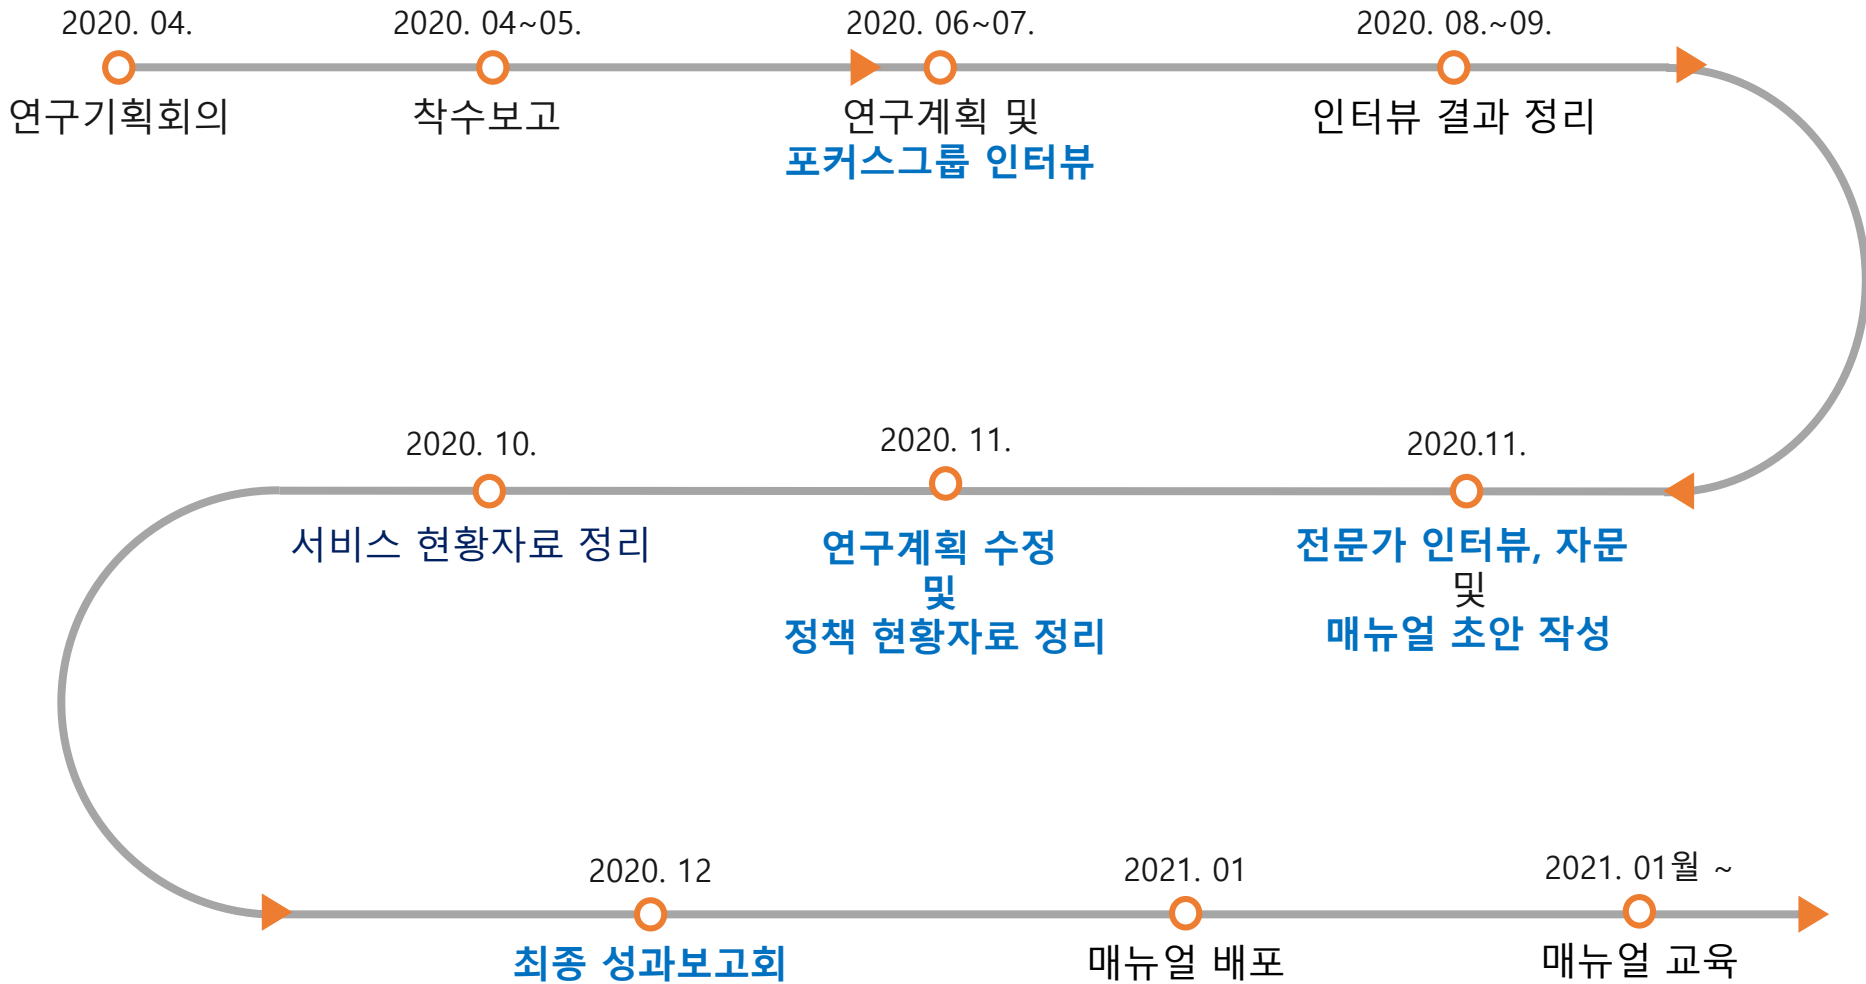 2020. 04.
연구기획회의
2020. 04~05.
착수보고
2020. 06~07.
연구계획 및
포커스그룹 인터뷰
2020. 08.~09.
인터뷰 결과 정리
2020. 10.
서비스 현황자료 정리
2020. 11.
연구계획 수정
및
정책 현황자료 정리
2020.11.
전문가 인터뷰, 자문
및
매뉴얼 초안 작성
2020. 12
최종 성과보고회
2021. 01
매뉴얼 배포
2021. 01월 ~
매뉴얼 교육